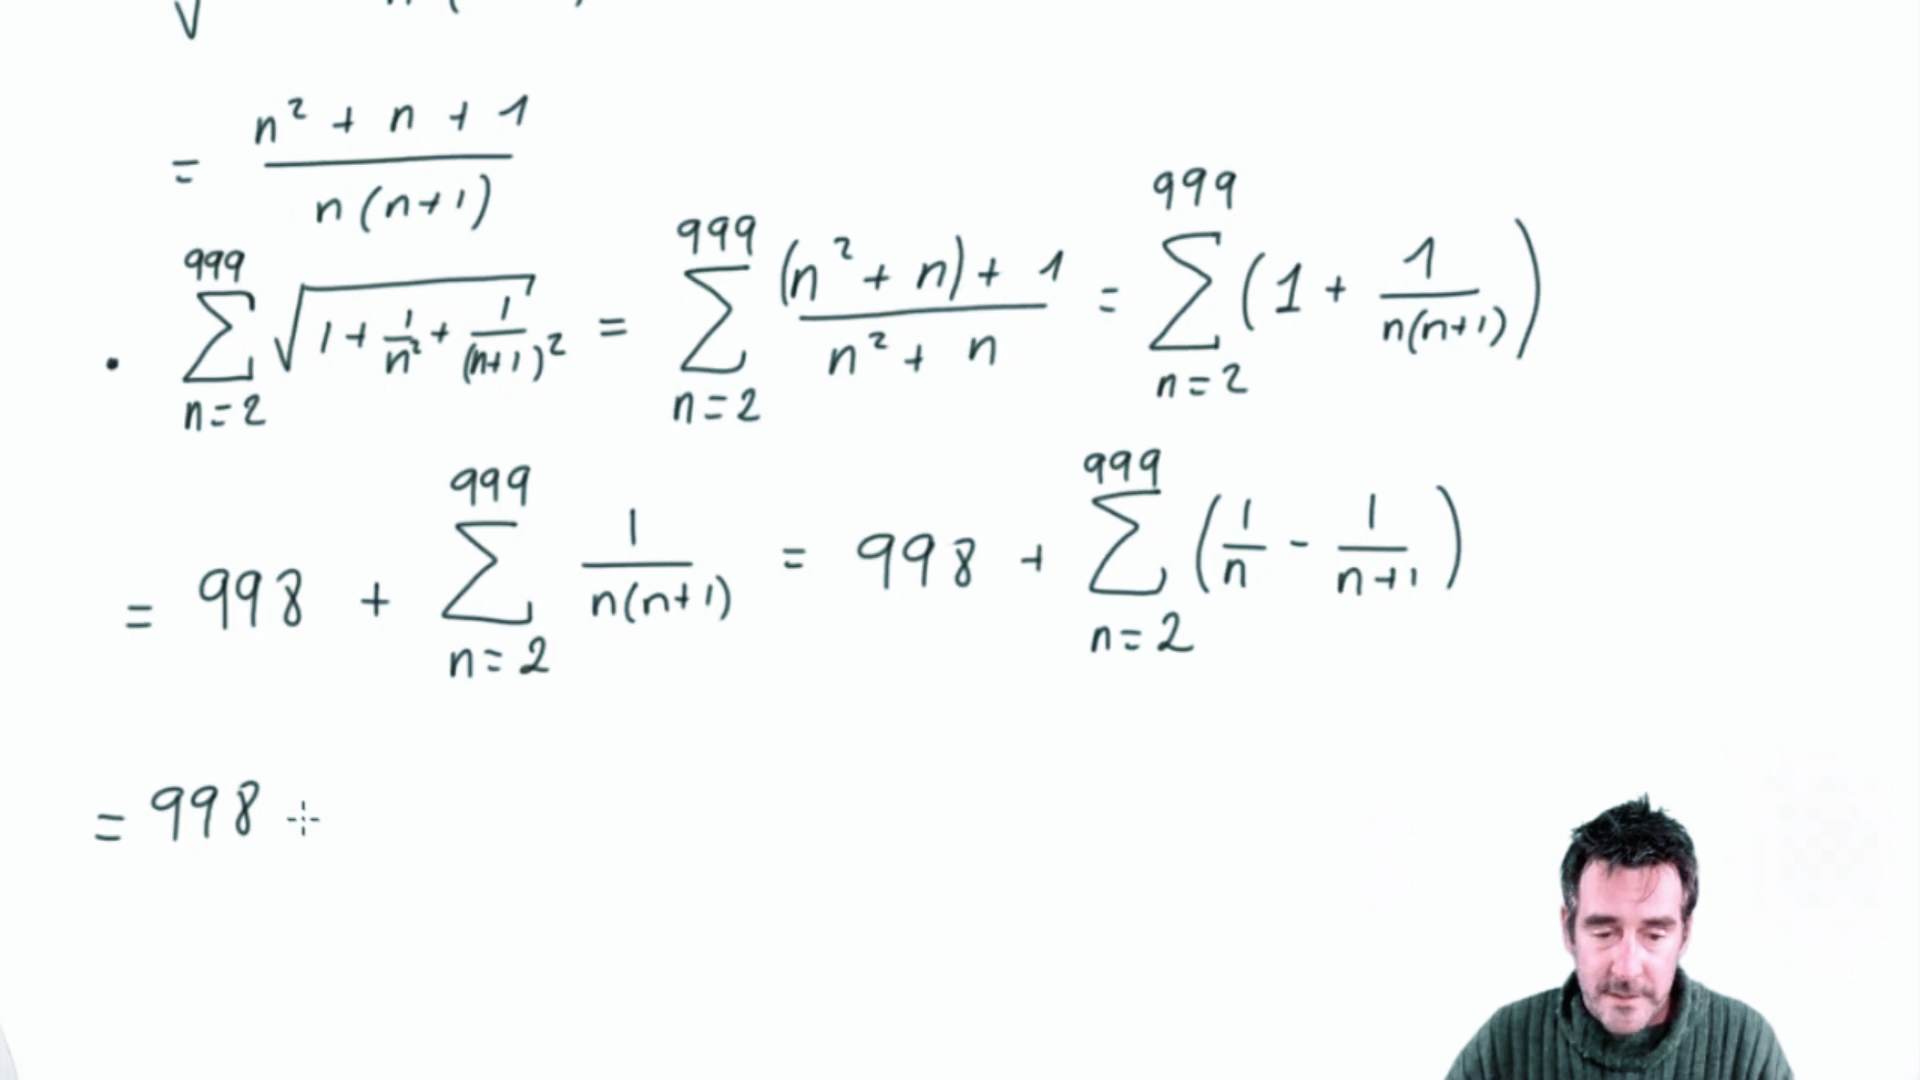 = n² + n + 1 / n(n+1)
• ∑_{n=2}^{999} √(1 + 1/n² + 1/(n+1)²) = ∑_{n=2}^{999} (n² + n) + 1 / n² + n = ∑_{n=2}^{999} (1 + 1/n(n+1))
= 998 + ∑_{n=2}^{999} 1/n(n+1) = 998 + ∑_{n=2}^{999} (1/n - 1/n+1)
= 998 +